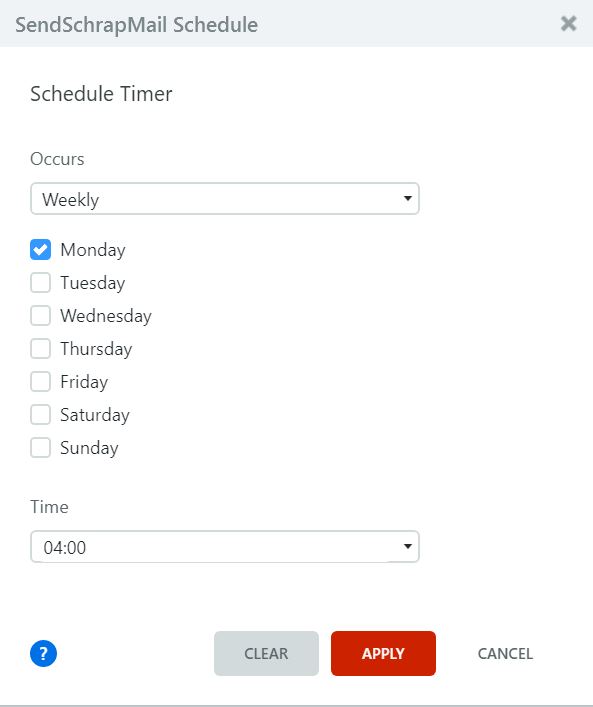 SendSchrapMail Schedule
Schedule Timer
Occurs
Weekly
Monday
Tuesday
Wednesday
Thursday
Friday
Saturday
Sunday
Time
04:00
? CLEAR APPLY CANCEL